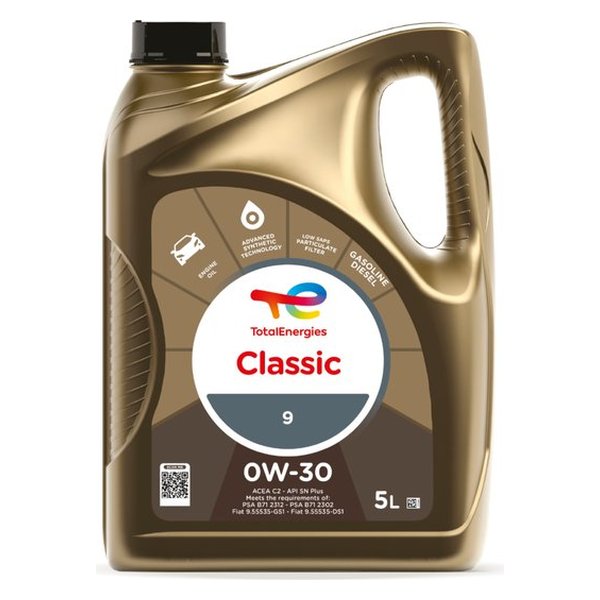 ENGINE
OIL
ADVANCED
SYNTHETIC
TECHNOLOGY
LOW SAPS
PARTICULATE
FILTER
GASOLINE
DIESEL
TotalEnergies
Classic
9
0W-30
ACEA C2 - API SN Plus
Meets the requirements of:
PSA B71 2312 - PSA B71 2302
Fiat 9.55535-GS1 - Fiat 9.55535-DS1
5L